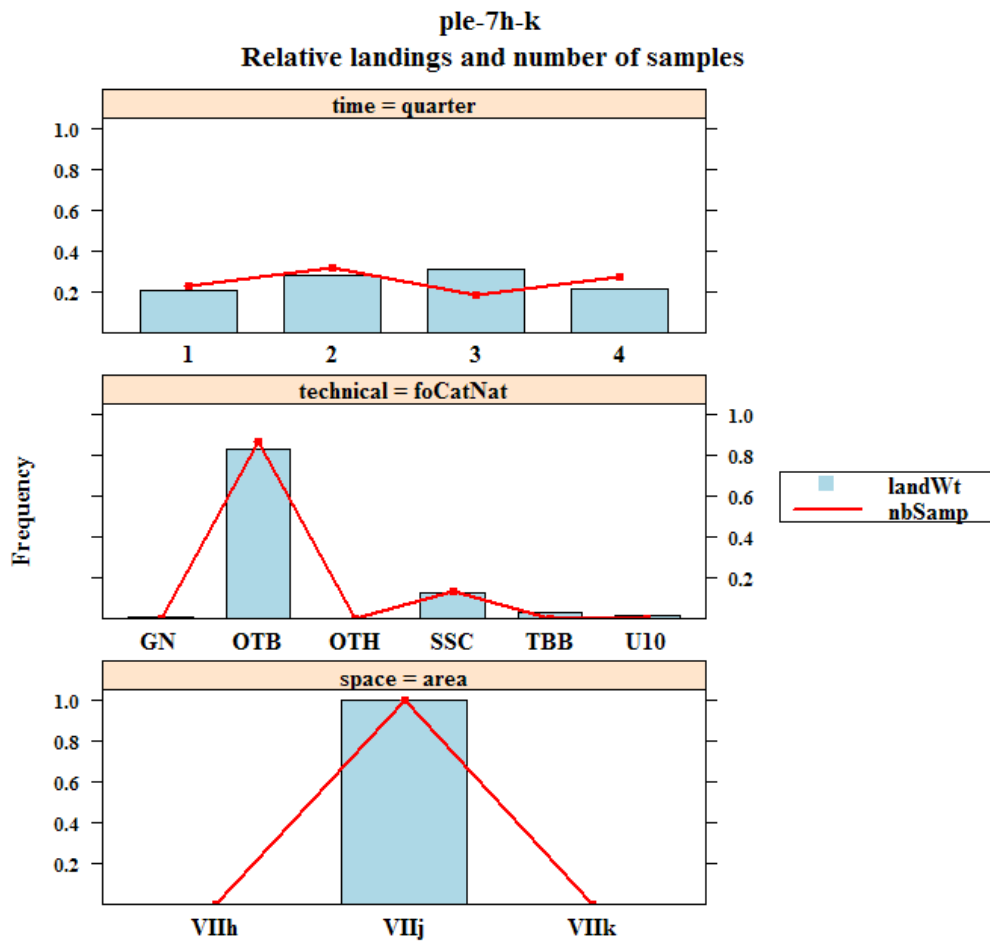 ple-7h-k
Relative landings and number of samples
time = quarter
1.0
0.8
0.6
0.4
0.2
1 2 3 4
technical = foCatNat
1.0
0.8
0.6
0.4
0.2
GN OTB OTH SSC TBB U10
space = area
1.0
0.8
0.6
0.4
0.2
VIIh VIIj VIIk
Frequency
landWt
nbSamp